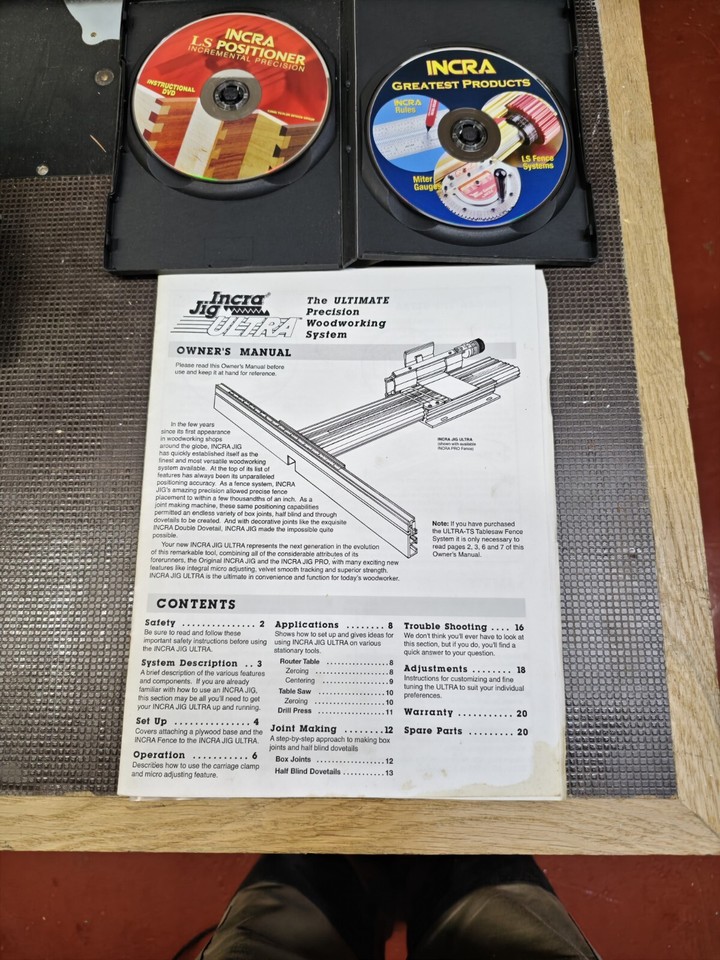 INCRA
LS POSITIONER
INCREMENTAL PRECISION
INSTRUCTIONAL
DVD
INCRA
GREATEST PRODUCTS
INCRA
Rules
LS Fence
Systems
Miter
Gauges
Incra
Jig
ULTRA
The ULTIMATE
Precision
Woodworking
System
OWNER'S MANUAL
Please read this Owner's Manual before
use and keep it at hand for reference.
INCRA JIG ULTRA
(shown with available
INCRA PRO Fence)
In the few years
since its first appearance
in woodworking shops
around the globe, INCRA JIG
has quickly established itself as the
finest and most versatile woodworking
system available. At the top of its list of
features has always been its unparalleled
positioning accuracy. As a fence system, INCRA
JIG's amazing precision allowed precise fence
placement to within a few thousandths of an inch. As a
joint making machine, these same positioning capabilities
permitted an endless variety of box joints, half blind and through
dovetails to be created. And with decorative joints like the exquisite
INCRA Double Dovetail, INCRA JIG made the impossible quite
possible.
Your new INCRA JIG ULTRA represents the next generation in the evolution
of this remarkable tool, combining all of the considerable attributes of its
forerunners, the Original INCRA JIG and the INCRA JIG PRO, with many exciting new
features like integral micro adjusting, velvet smooth tracking and superior strength.
INCRA JIG ULTRA is the ultimate in convenience and function for today's woodworker.
Note: If you have purchased
the ULTRA-TS Tablesaw Fence
System it is only necessary to
read pages 2, 3, 6 and 7 of this
Owner's Manual.
CONTENTS
Safety ............... 2
Be sure to read and follow these
important safety instructions before using
the INCRA JIG ULTRA.
System Description .. 3
A brief description of the various features
and components. If you are already
familiar with how to use an INCRA JIG,
this section may be all you'll need to get
your INCRA JIG ULTRA up and running.
Set Up ............... 4
Covers attaching a plywood base and the
INCRA Fence to the INCRA JIG ULTRA.
Operation ............ 6
Describes how to use the carriage clamp
and micro adjusting feature.
Applications ........ 8
Shows how to set up and gives ideas for
using INCRA JIG ULTRA on various
stationary tools.
Router Table ..................... 8
Zeroing ..................... 8
Centering ................... 9
Table Saw ....................... 10
Zeroing ..................... 10
Drill Press ...................... 11
Joint Making ........12
A step-by-step approach to making box
joints and half blind dovetails
Box Joints .......................12
Half Blind Dovetails ............13
Trouble Shooting .... 16
We don't think you'll ever have to look at
this section, but if you do, you'll find a
quick answer to your question.
Adjustments ........ 18
Instructions for customizing and fine
tuning the ULTRA to suit your individual
preferences.
Warranty .......... 20
Spare Parts ....... 20